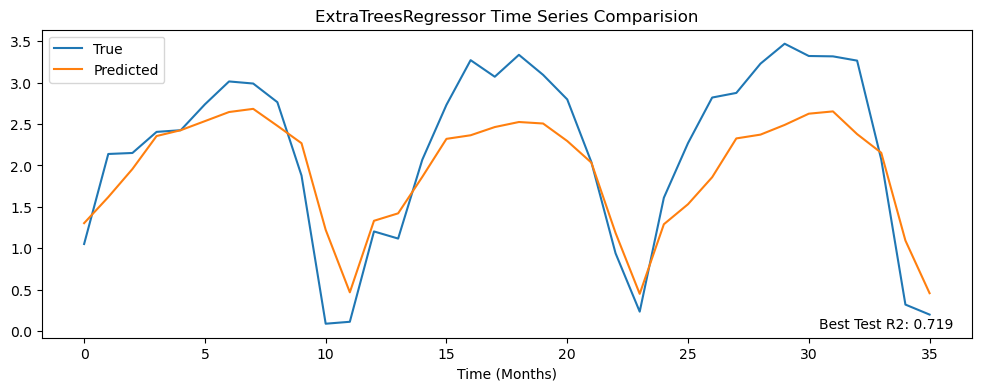 ExtraTreesRegressor Time Series Comparision
True
Predicted
3.5
3.0
2.5
2.0
1.5
1.0
0.5
0.0
Best Test R2: 0.719
0 5 10 15 20 25 30 35
Time (Months)